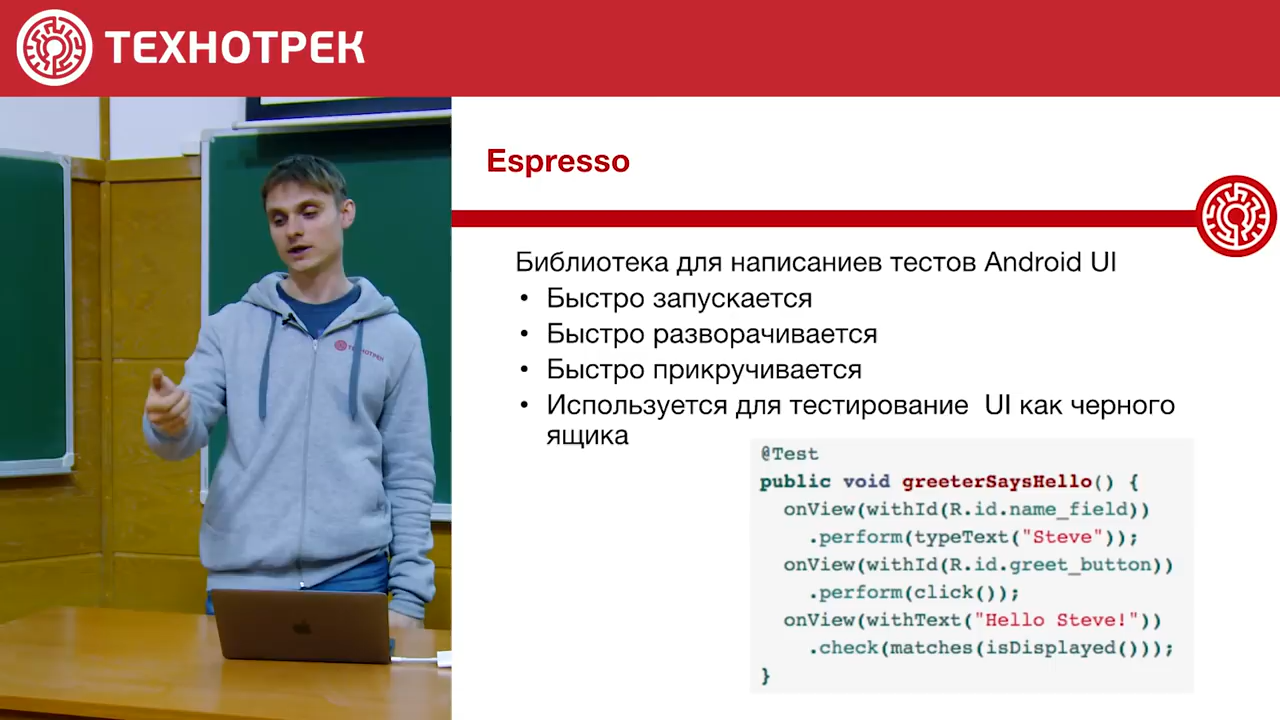 ТЕХНОТРЕК
Espresso
Библиотека для написаниев тестов Android UI
• Быстро запускается
• Быстро разворачивается
• Быстро прикручивается
• Используется для тестирование UI как черного
ящика
ТЕХНОТРЕК
@Test
public void greeterSaysHello() {
onView(withId(R.id.name_field))
.perform(typeText("Steve"));
onView(withId(R.id.greet_button))
.perform(click());
onView(withText("Hello Steve!"))
.check(matches(isDisplayed()));
}